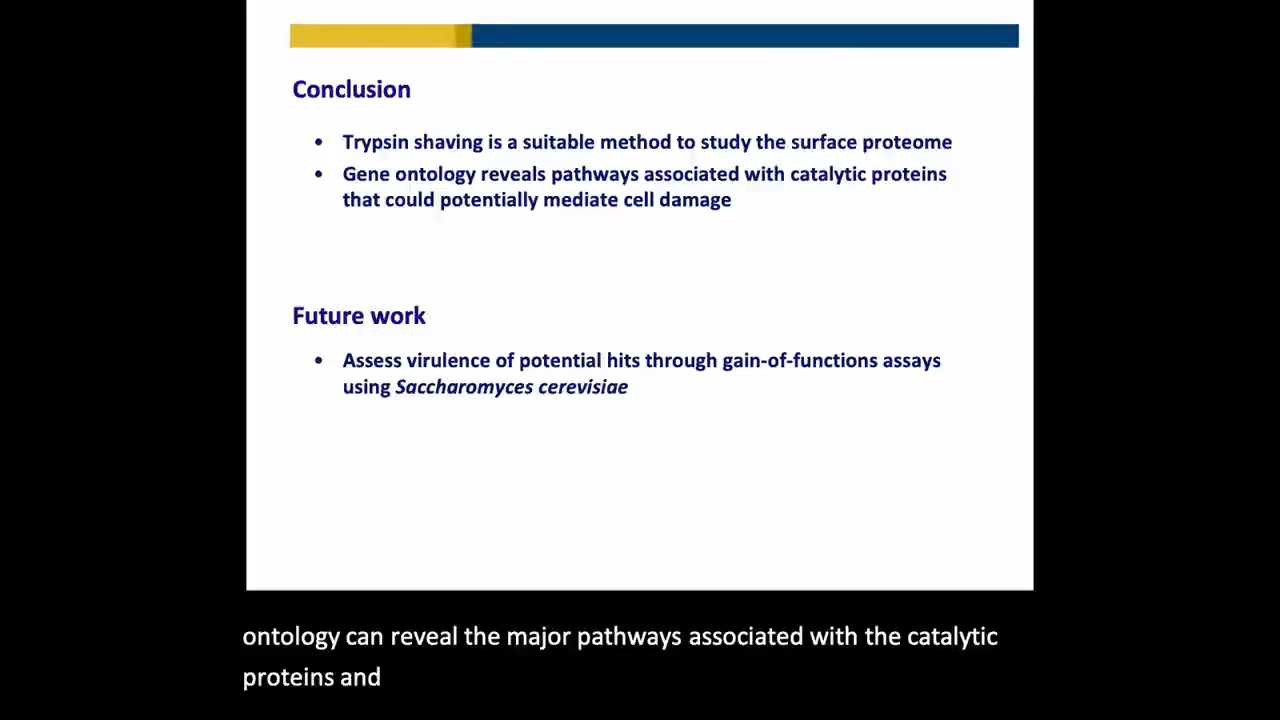 Conclusion
• Trypsin shaving is a suitable method to study the surface proteome
• Gene ontology reveals pathways associated with catalytic proteins
that could potentially mediate cell damage
Future work
• Assess virulence of potential hits through gain-of-functions assays
using Saccharomyces cerevisiae
ontology can reveal the major pathways associated with the catalytic
proteins and